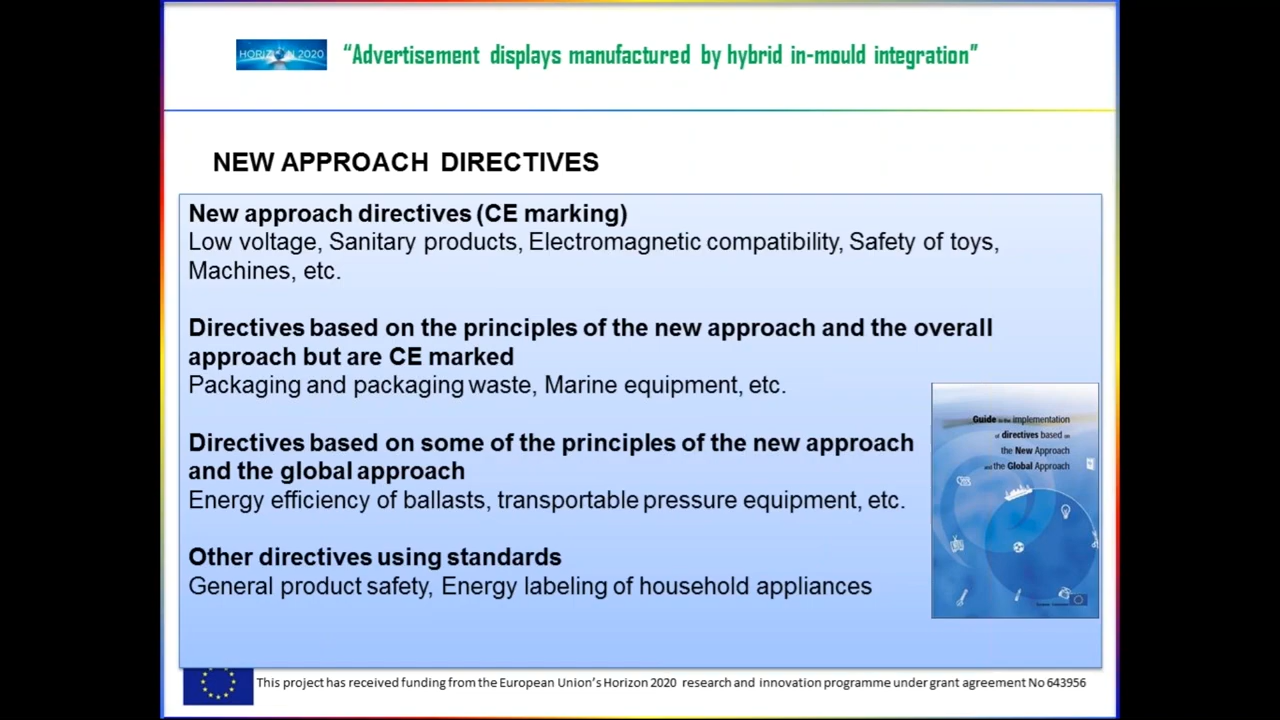 HORIZON 2020
“Advertisement displays manufactured by hybrid in-mould integration”
NEW APPROACH DIRECTIVES
New approach directives (CE marking)
Low voltage, Sanitary products, Electromagnetic compatibility, Safety of toys,
Machines, etc.
Directives based on the principles of the new approach and the overall
approach but are CE marked
Packaging and packaging waste, Marine equipment, etc.
Directives based on some of the principles of the new approach
and the global approach
Energy efficiency of ballasts, transportable pressure equipment, etc.
Other directives using standards
General product safety, Energy labeling of household appliances
Guide to the implementation
of directives based on
the New Approach
and the Global Approach
This project has received funding from the European Union’s Horizon 2020 research and innovation programme under grant agreement No 643956